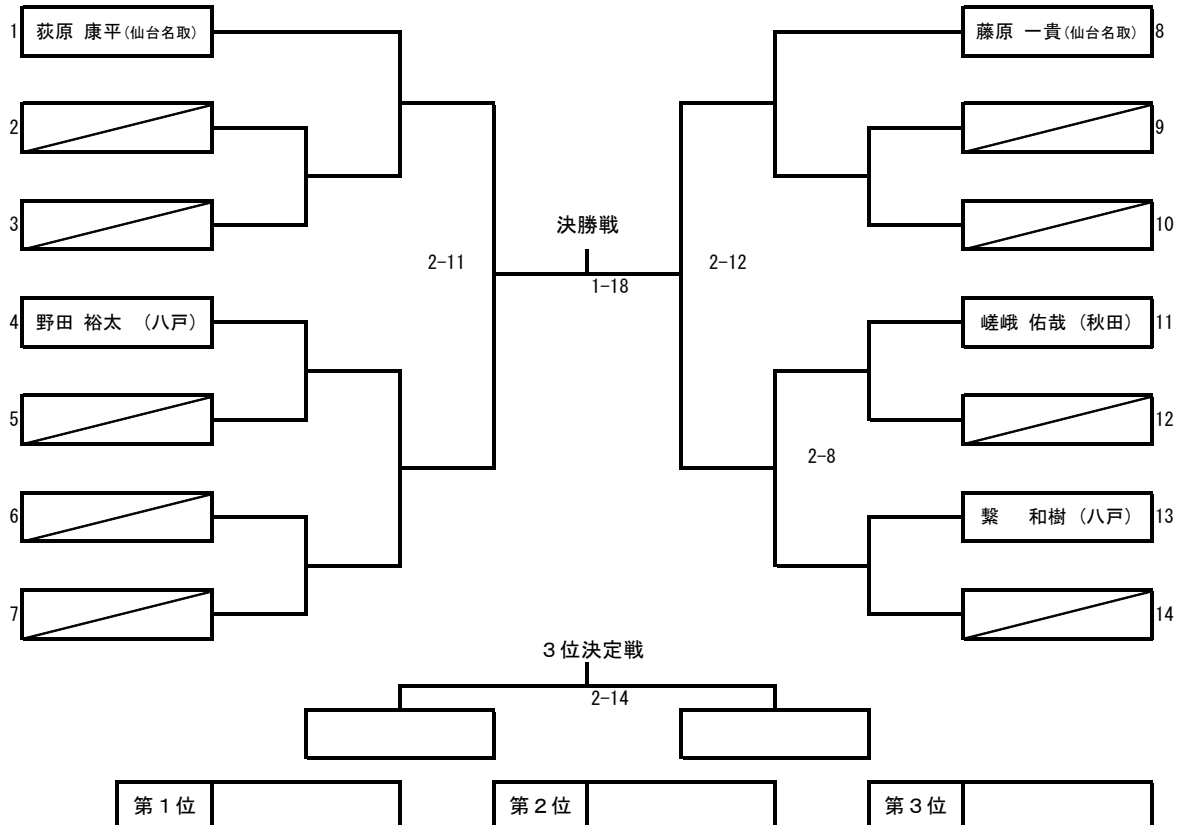 1 荻原 康平(仙台名取)
藤原 一貴(仙台名取) 8
2
9
3
10
決勝戦
2-11
2-12
1-18
4 野田 裕太 (八戸)
嵯峨 佑哉 (秋田) 11
5
12
2-8
6
繋 和樹 (八戸) 13
7
14
3位決定戦
2-14
第1位
第2位
第3位